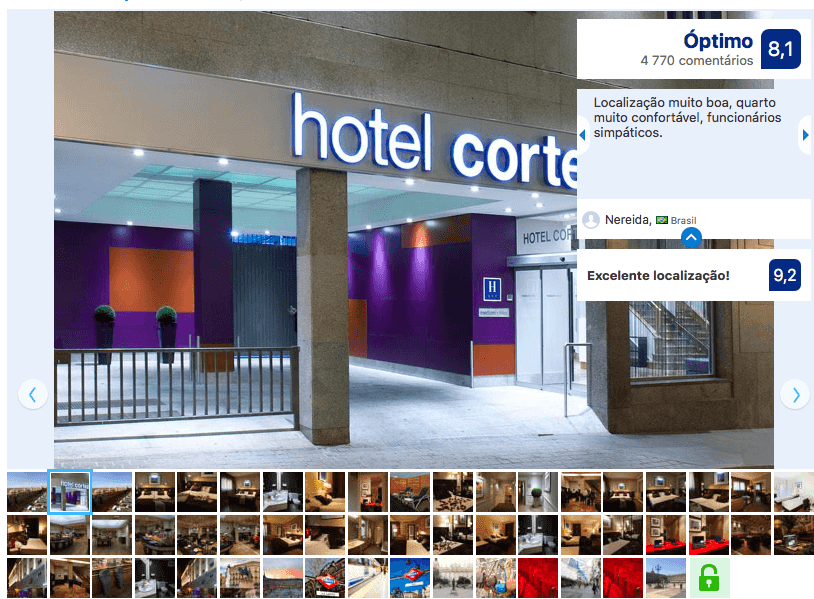 Óptimo
8,1
4 770 comentários
Localização muito boa, quarto
muito confortável, funcionários
simpáticos.
Nereida, Brasil
Excelente localização!
9,2
hotel corte
HOTEL COR
H